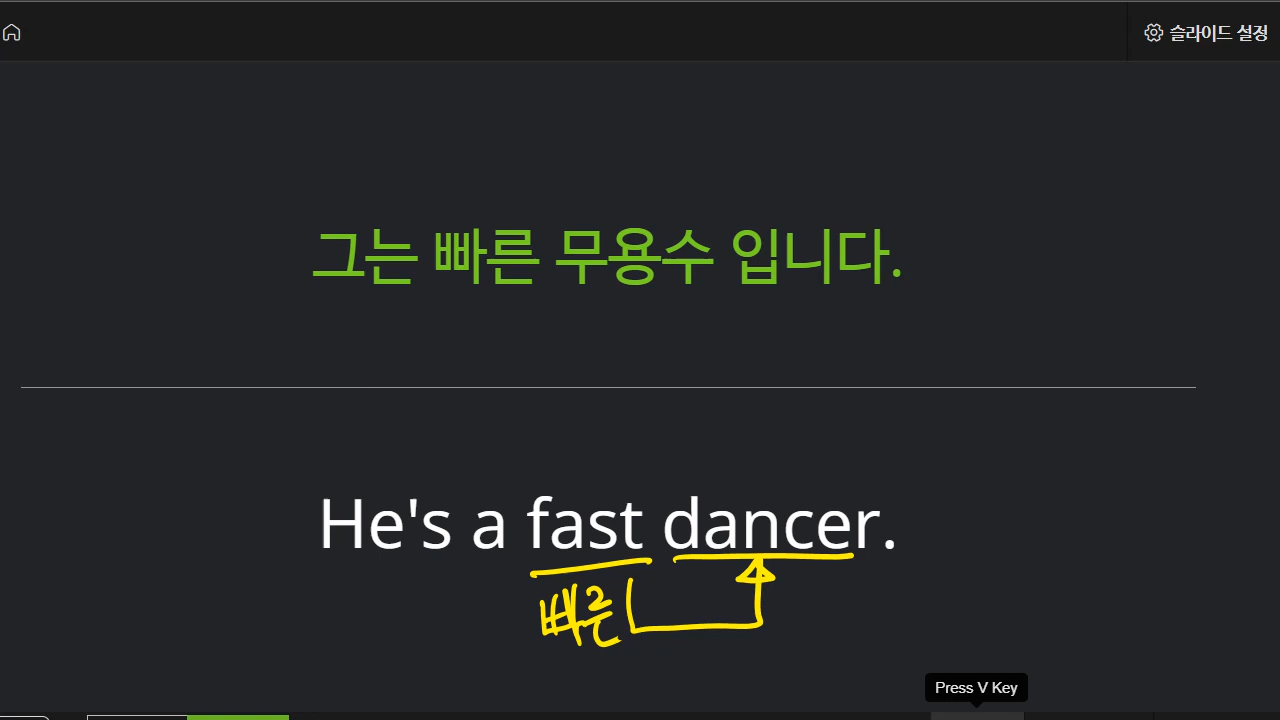 슬라이드 설정
그는 빠른 무용수 입니다.
He's a fast dancer.
빠른
Press V Key